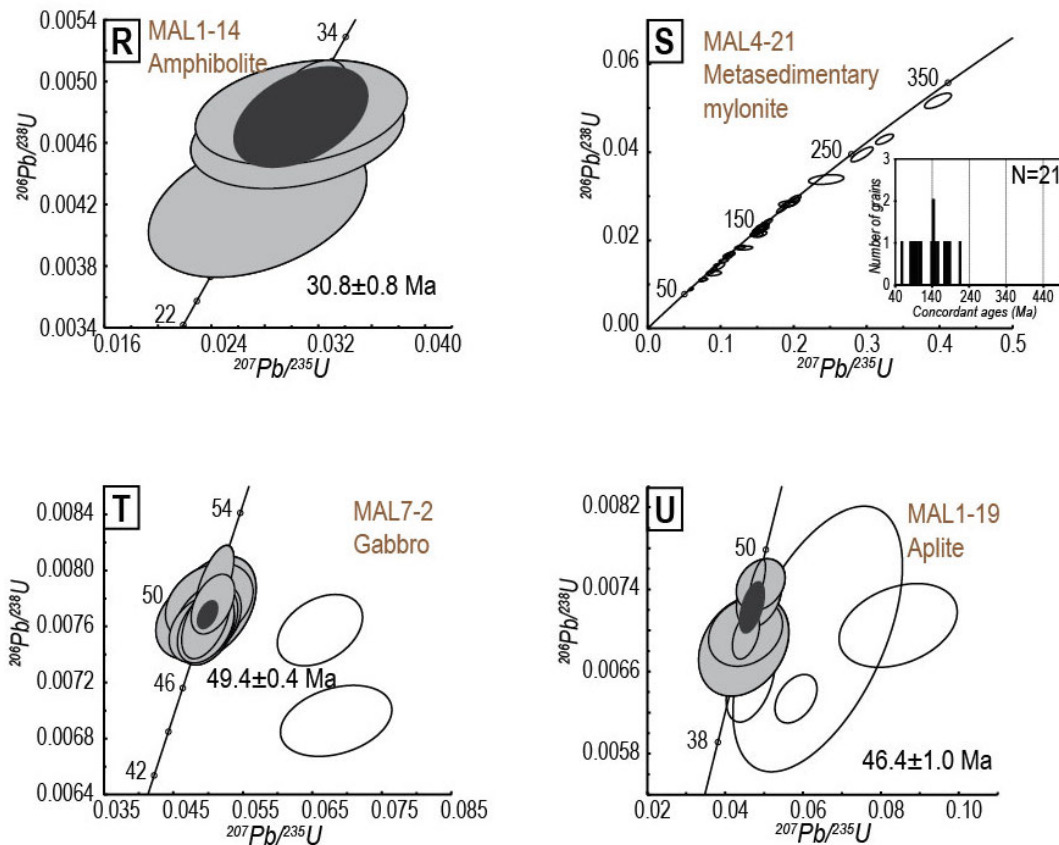 R
MAL1-14
Amphibolite
34
22
30.8±0.8 Ma
0.0054
0.0050
0.0046
0.0042
0.0038
0.0034
206Pb/238U
0.016 0.024 0.032 0.040
207Pb/235U
S
MAL4-21
Metasedimentary
mylonite
350
250
150
50
0.06
0.04
0.02
0.00
206Pb/238U
0.0 0.1 0.2 0.3 0.4 0.5
207Pb/235U
N=21
3
2
1
0
Number of grains
40 140 240 340 440
Concordant ages (Ma)
T
MAL7-2
Gabbro
54
50
46
42
49.4±0.4 Ma
0.0084
0.0080
0.0076
0.0072
0.0068
0.0064
206Pb/238U
0.035 0.045 0.055 0.065 0.075 0.085
207Pb/235U
U
MAL1-19
Aplite
50
38
46.4±1.0 Ma
0.0082
0.0074
0.0066
0.0058
206Pb/238U
0.02 0.04 0.06 0.08 0.10
207Pb/235U